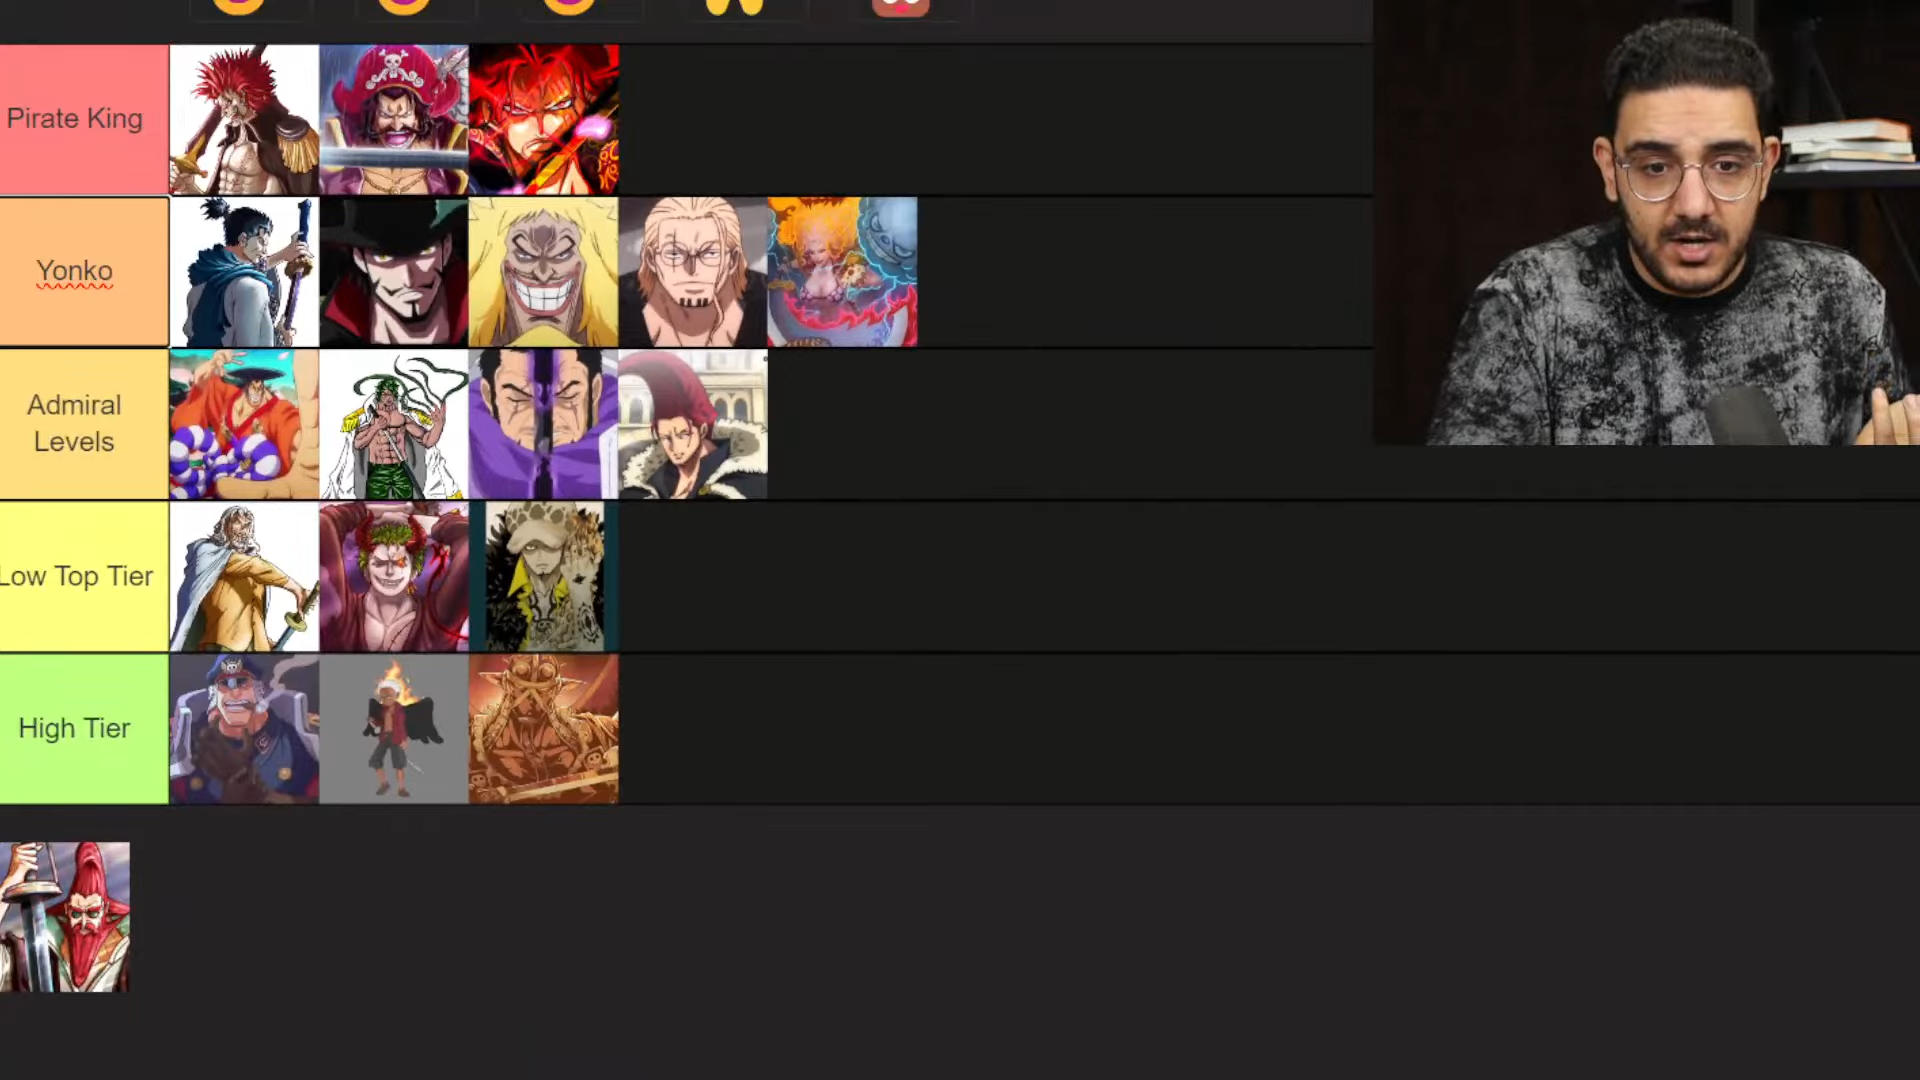 Pirate King
Yonko
Admiral
Levels
Low Top Tier
High Tier